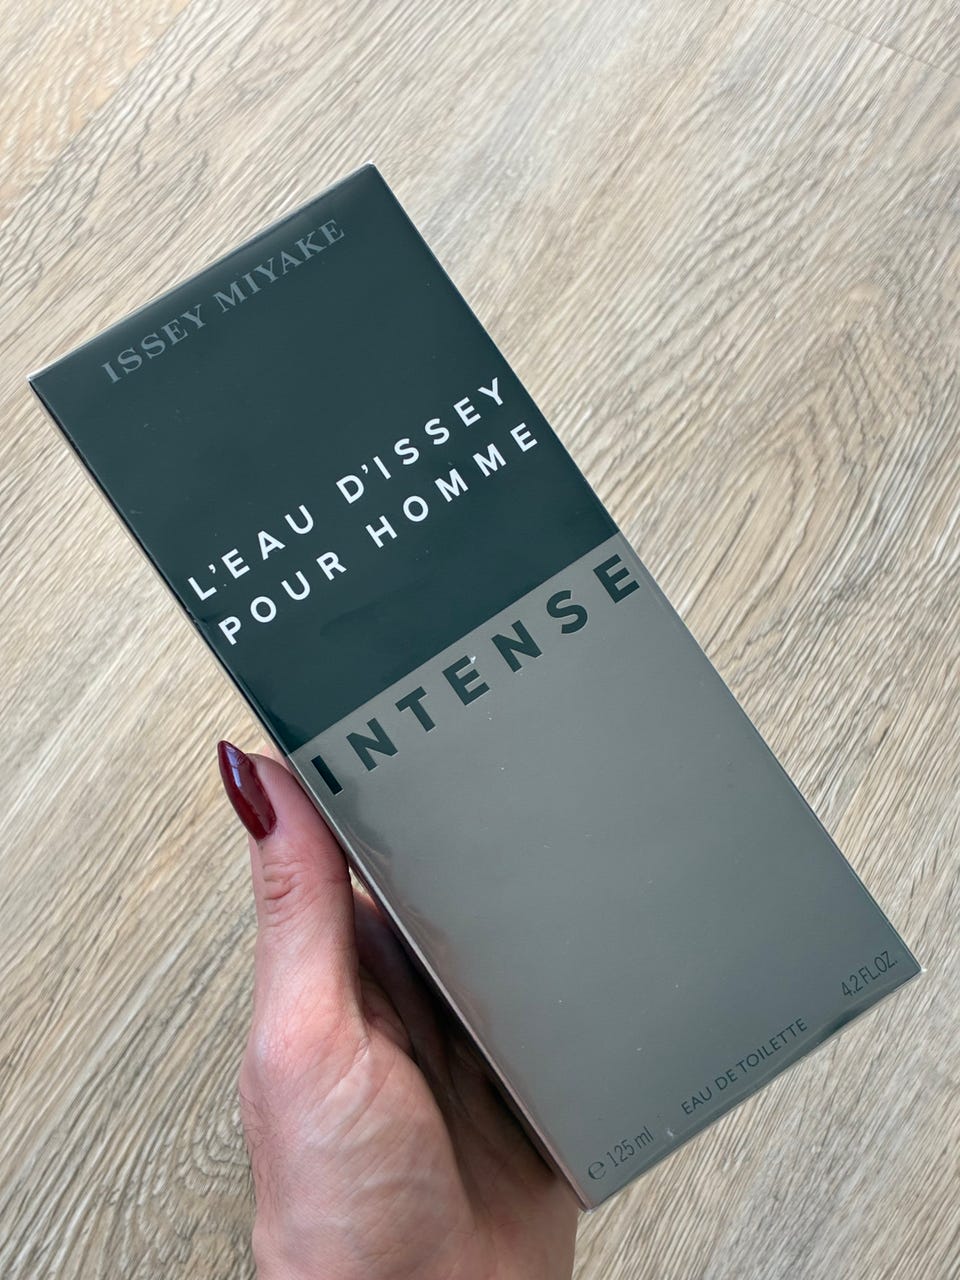 ISSEY MIYAKE
L'EAU D'ISSEY
POUR HOMME
INTENSE
℮ 125 ml EAU DE TOILETTE 4.2 FL.OZ.